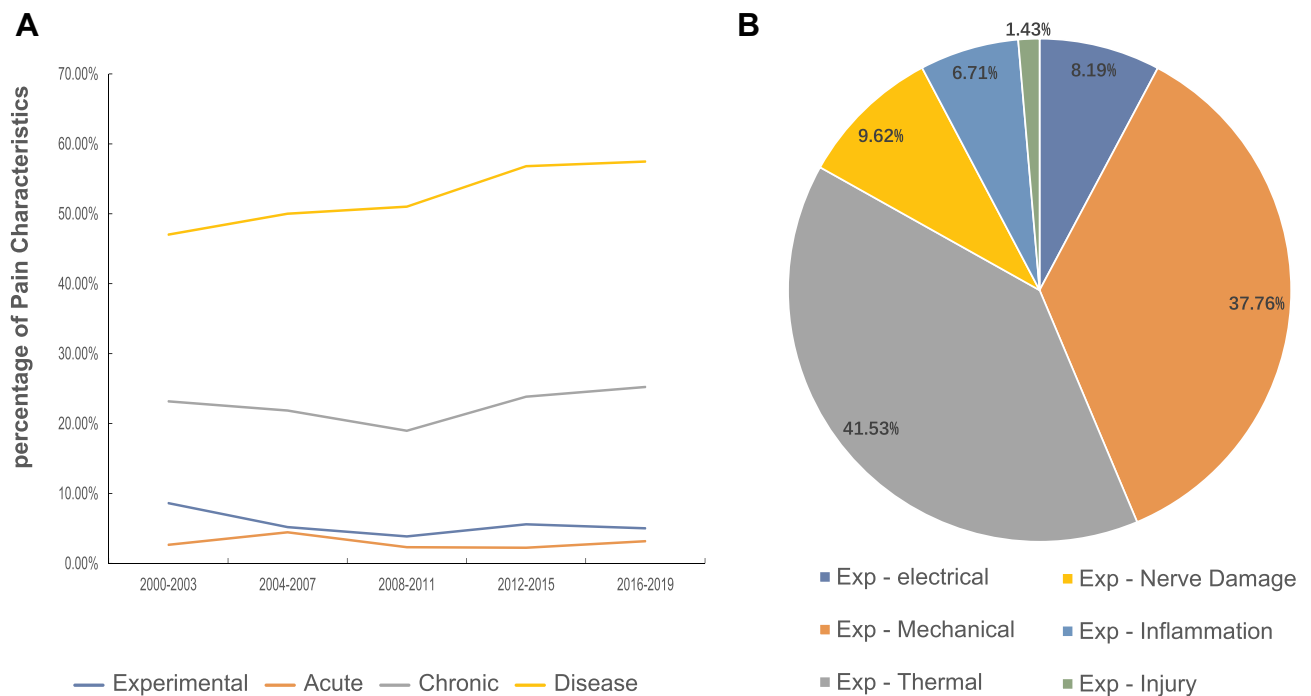 A
percentage of Pain Characteristics
70.00%
60.00%
50.00%
40.00%
30.00%
20.00%
10.00%
0.00%
2000-2003
2004-2007
2008-2011
2012-2015
2016-2019
Experimental
Acute
Chronic
Disease
B
1.43%
8.19%
6.71%
9.62%
37.76%
41.53%
Exp - electrical
Exp - Nerve Damage
Exp - Mechanical
Exp - Inflammation
Exp - Thermal
Exp - Injury